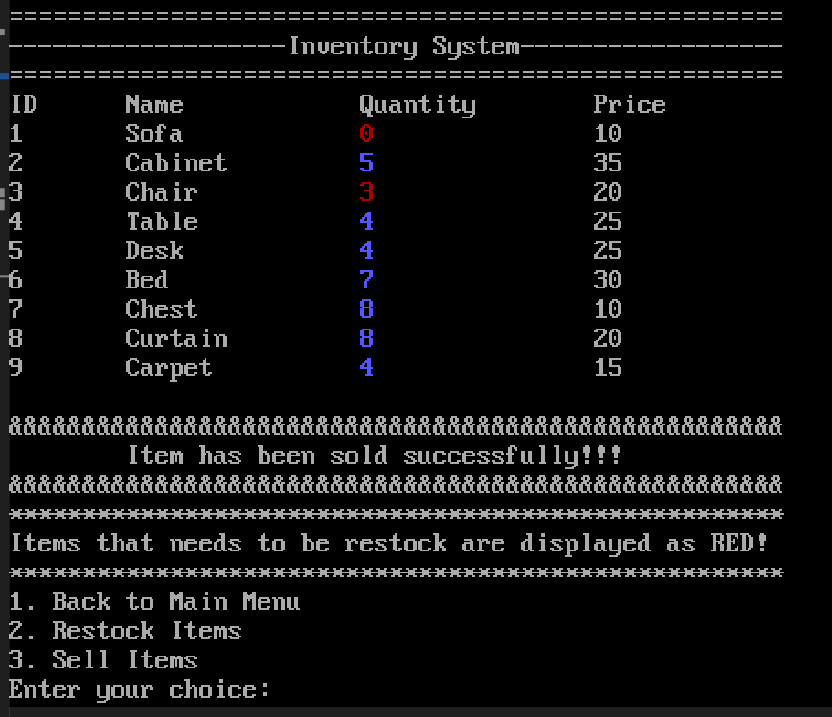 =====================================================
-------------------Inventory System------------------
=====================================================
ID Name Quantity Price
1 Sofa 0 10
2 Cabinet 5 35
3 Chair 3 20
4 Table 4 25
5 Desk 4 25
6 Bed 7 30
7 Chest 8 10
8 Curtain 8 20
9 Carpet 4 15
&&&&&&&&&&&&&&&&&&&&&&&&&&&&&&&&&&&&&&&&&&&&&&&&&&&&&
Item has been sold successfully!!!
&&&&&&&&&&&&&&&&&&&&&&&&&&&&&&&&&&&&&&&&&&&&&&&&&&&&&
*****************************************************
Items that needs to be restock are displayed as RED!
*****************************************************
1. Back to Main Menu
2. Restock Items
3. Sell Items
Enter your choice: